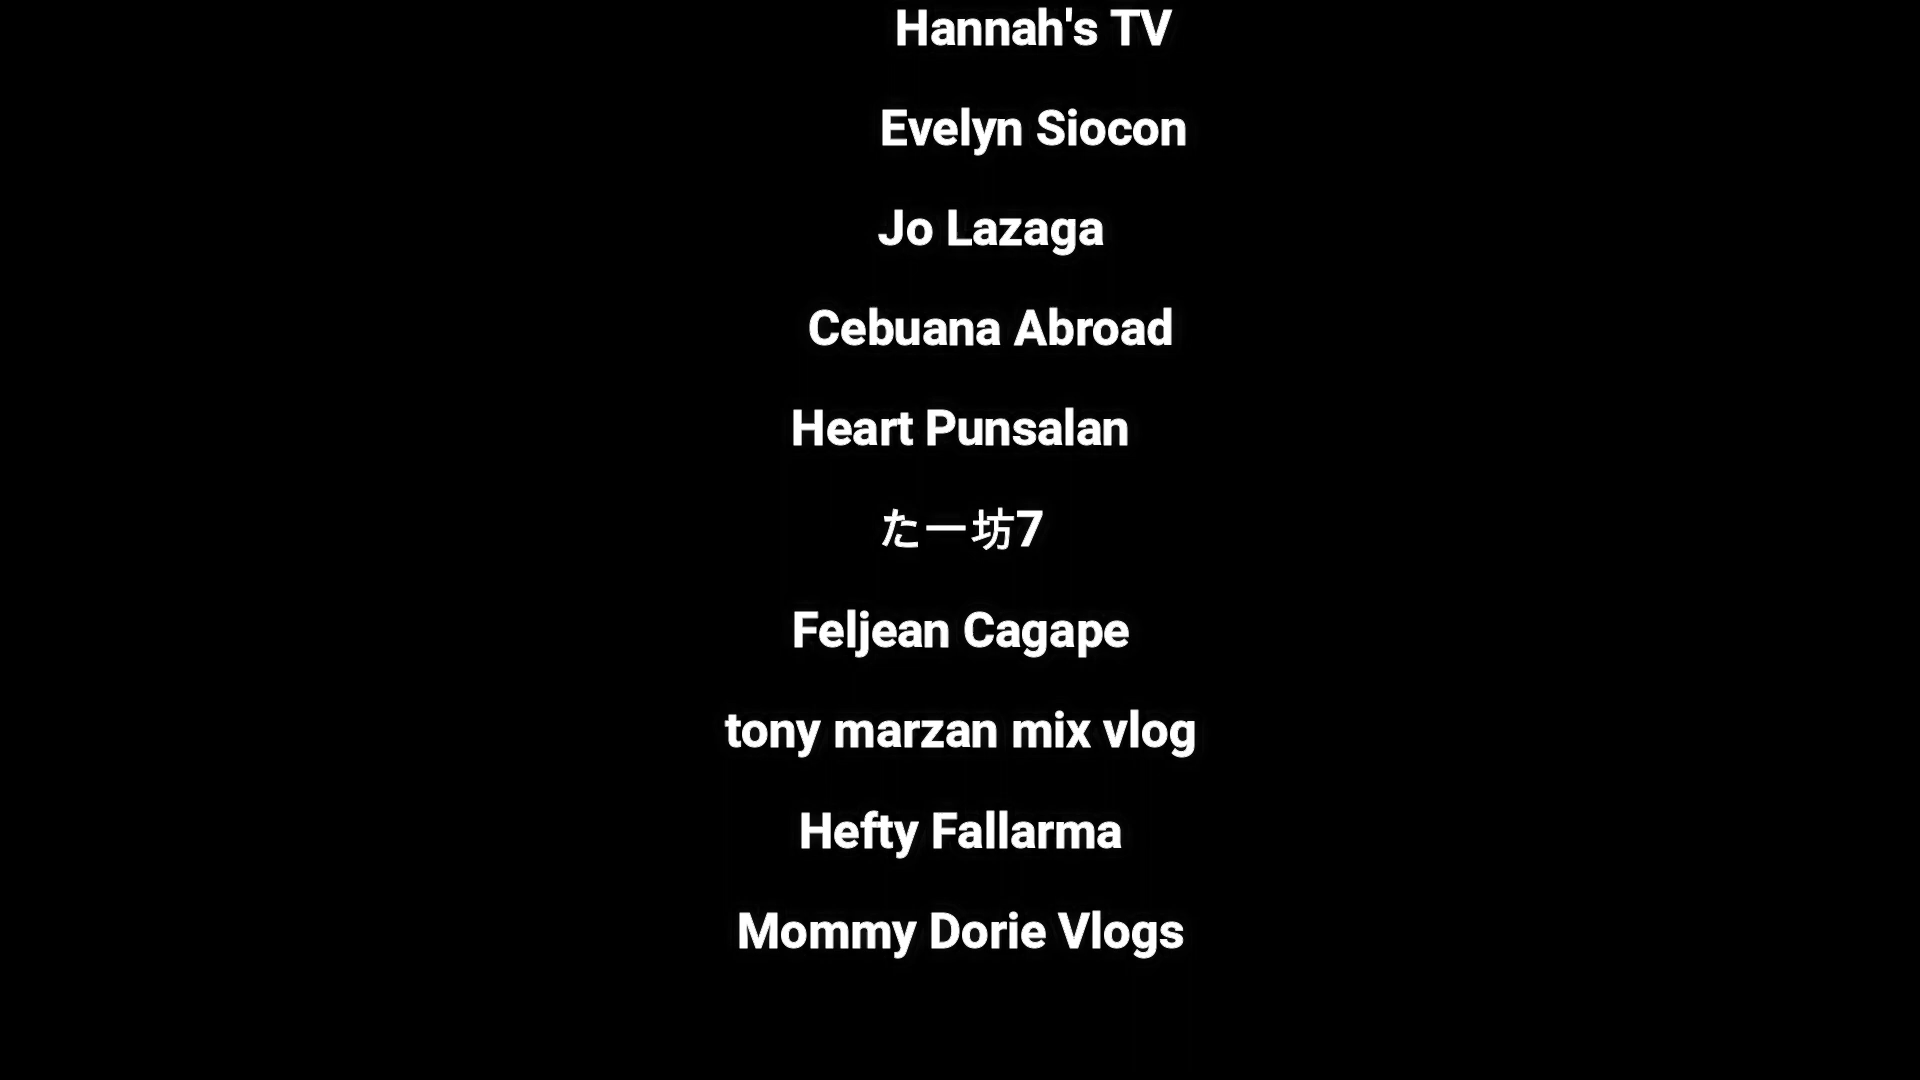 Hannah's TV
Evelyn Siocon
Jo Lazaga
Cebuana Abroad
Heart Punsalan
た一坊7
Feljean Cagape
tony marzan mix vlog
Hefty Fallarma
Mommy Dorie Vlogs